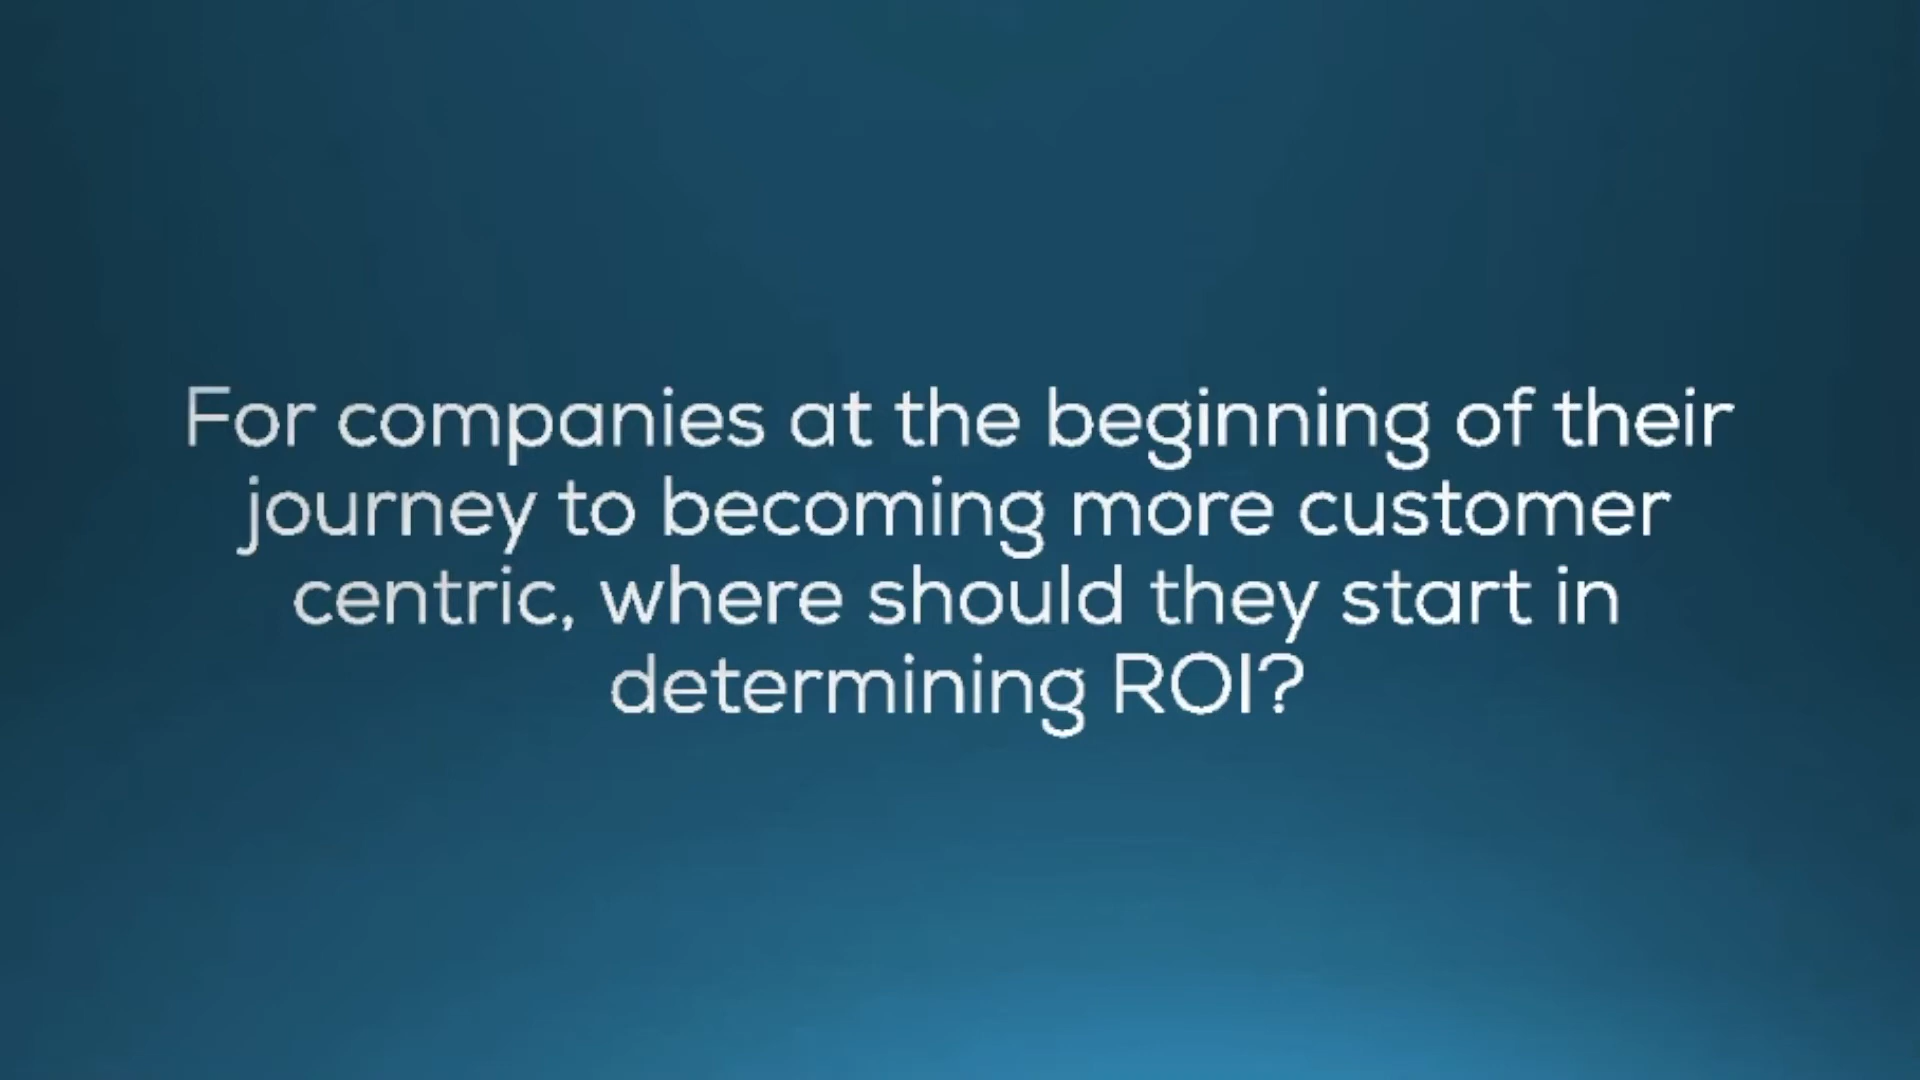 For companies at the beginning of their
journey to becoming more customer
centric, where should they start in
determining ROI?